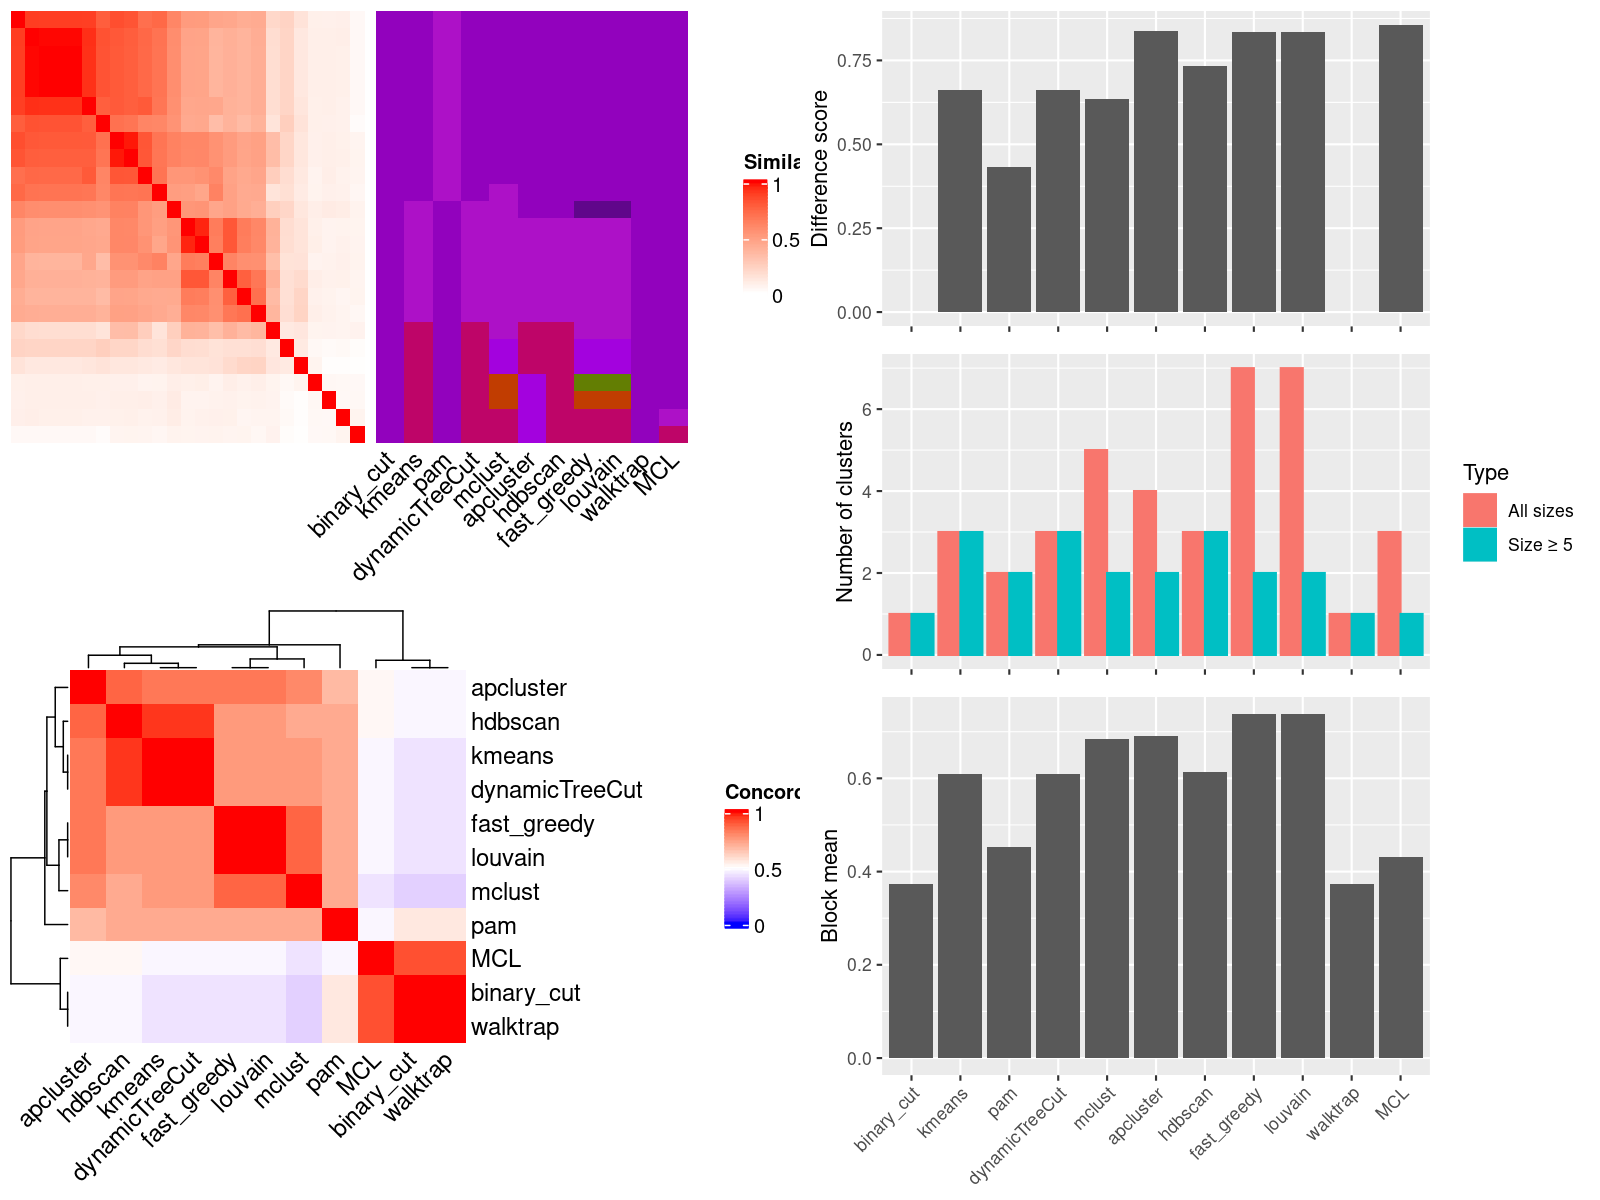 Simila
1
0.5
0
binary_cut
kmeans
pam
dynamicTreeCut
mclust
apcluster
hdbscan
fast_greedy
louvain
walktrap
MCL
apcluster
hdbscan
kmeans
dynamicTreeCut
fast_greedy
louvain
mclust
pam
MCL
binary_cut
walktrap
apcluster
hdbscan
kmeans
dynamicTreeCut
fast_greedy
louvain
mclust
pam
MCL
binary_cut
walktrap
Concord
1
0.5
0
Difference score
0.75
0.50
0.25
0.00
Number of clusters
6
4
2
0
Type
All sizes
Size ≥ 5
Block mean
0.6
0.4
0.2
0.0
binary_cut
kmeans
pam
dynamicTreeCut
mclust
apcluster
hdbscan
fast_greedy
louvain
walktrap
MCL